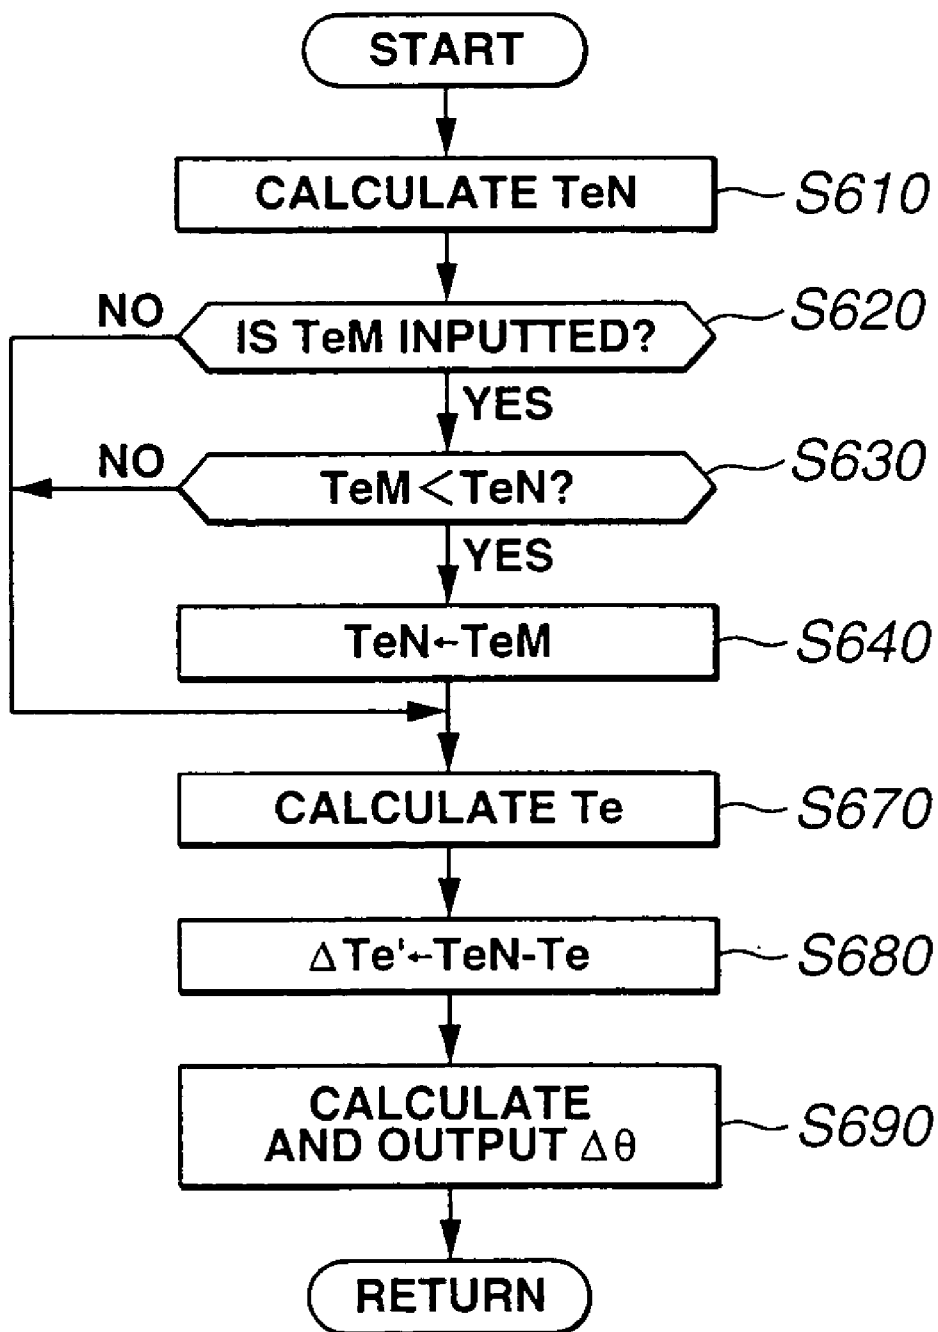 START
CALCULATE TeN
S610
NO
IS TeM INPUTTED?
S620
YES
NO
TeM<TeN?
S630
YES
TeN←TeM
S640
CALCULATE Te
S670
ΔTe'←TeN-Te
S680
CALCULATE
AND OUTPUT Δθ
S690
RETURN